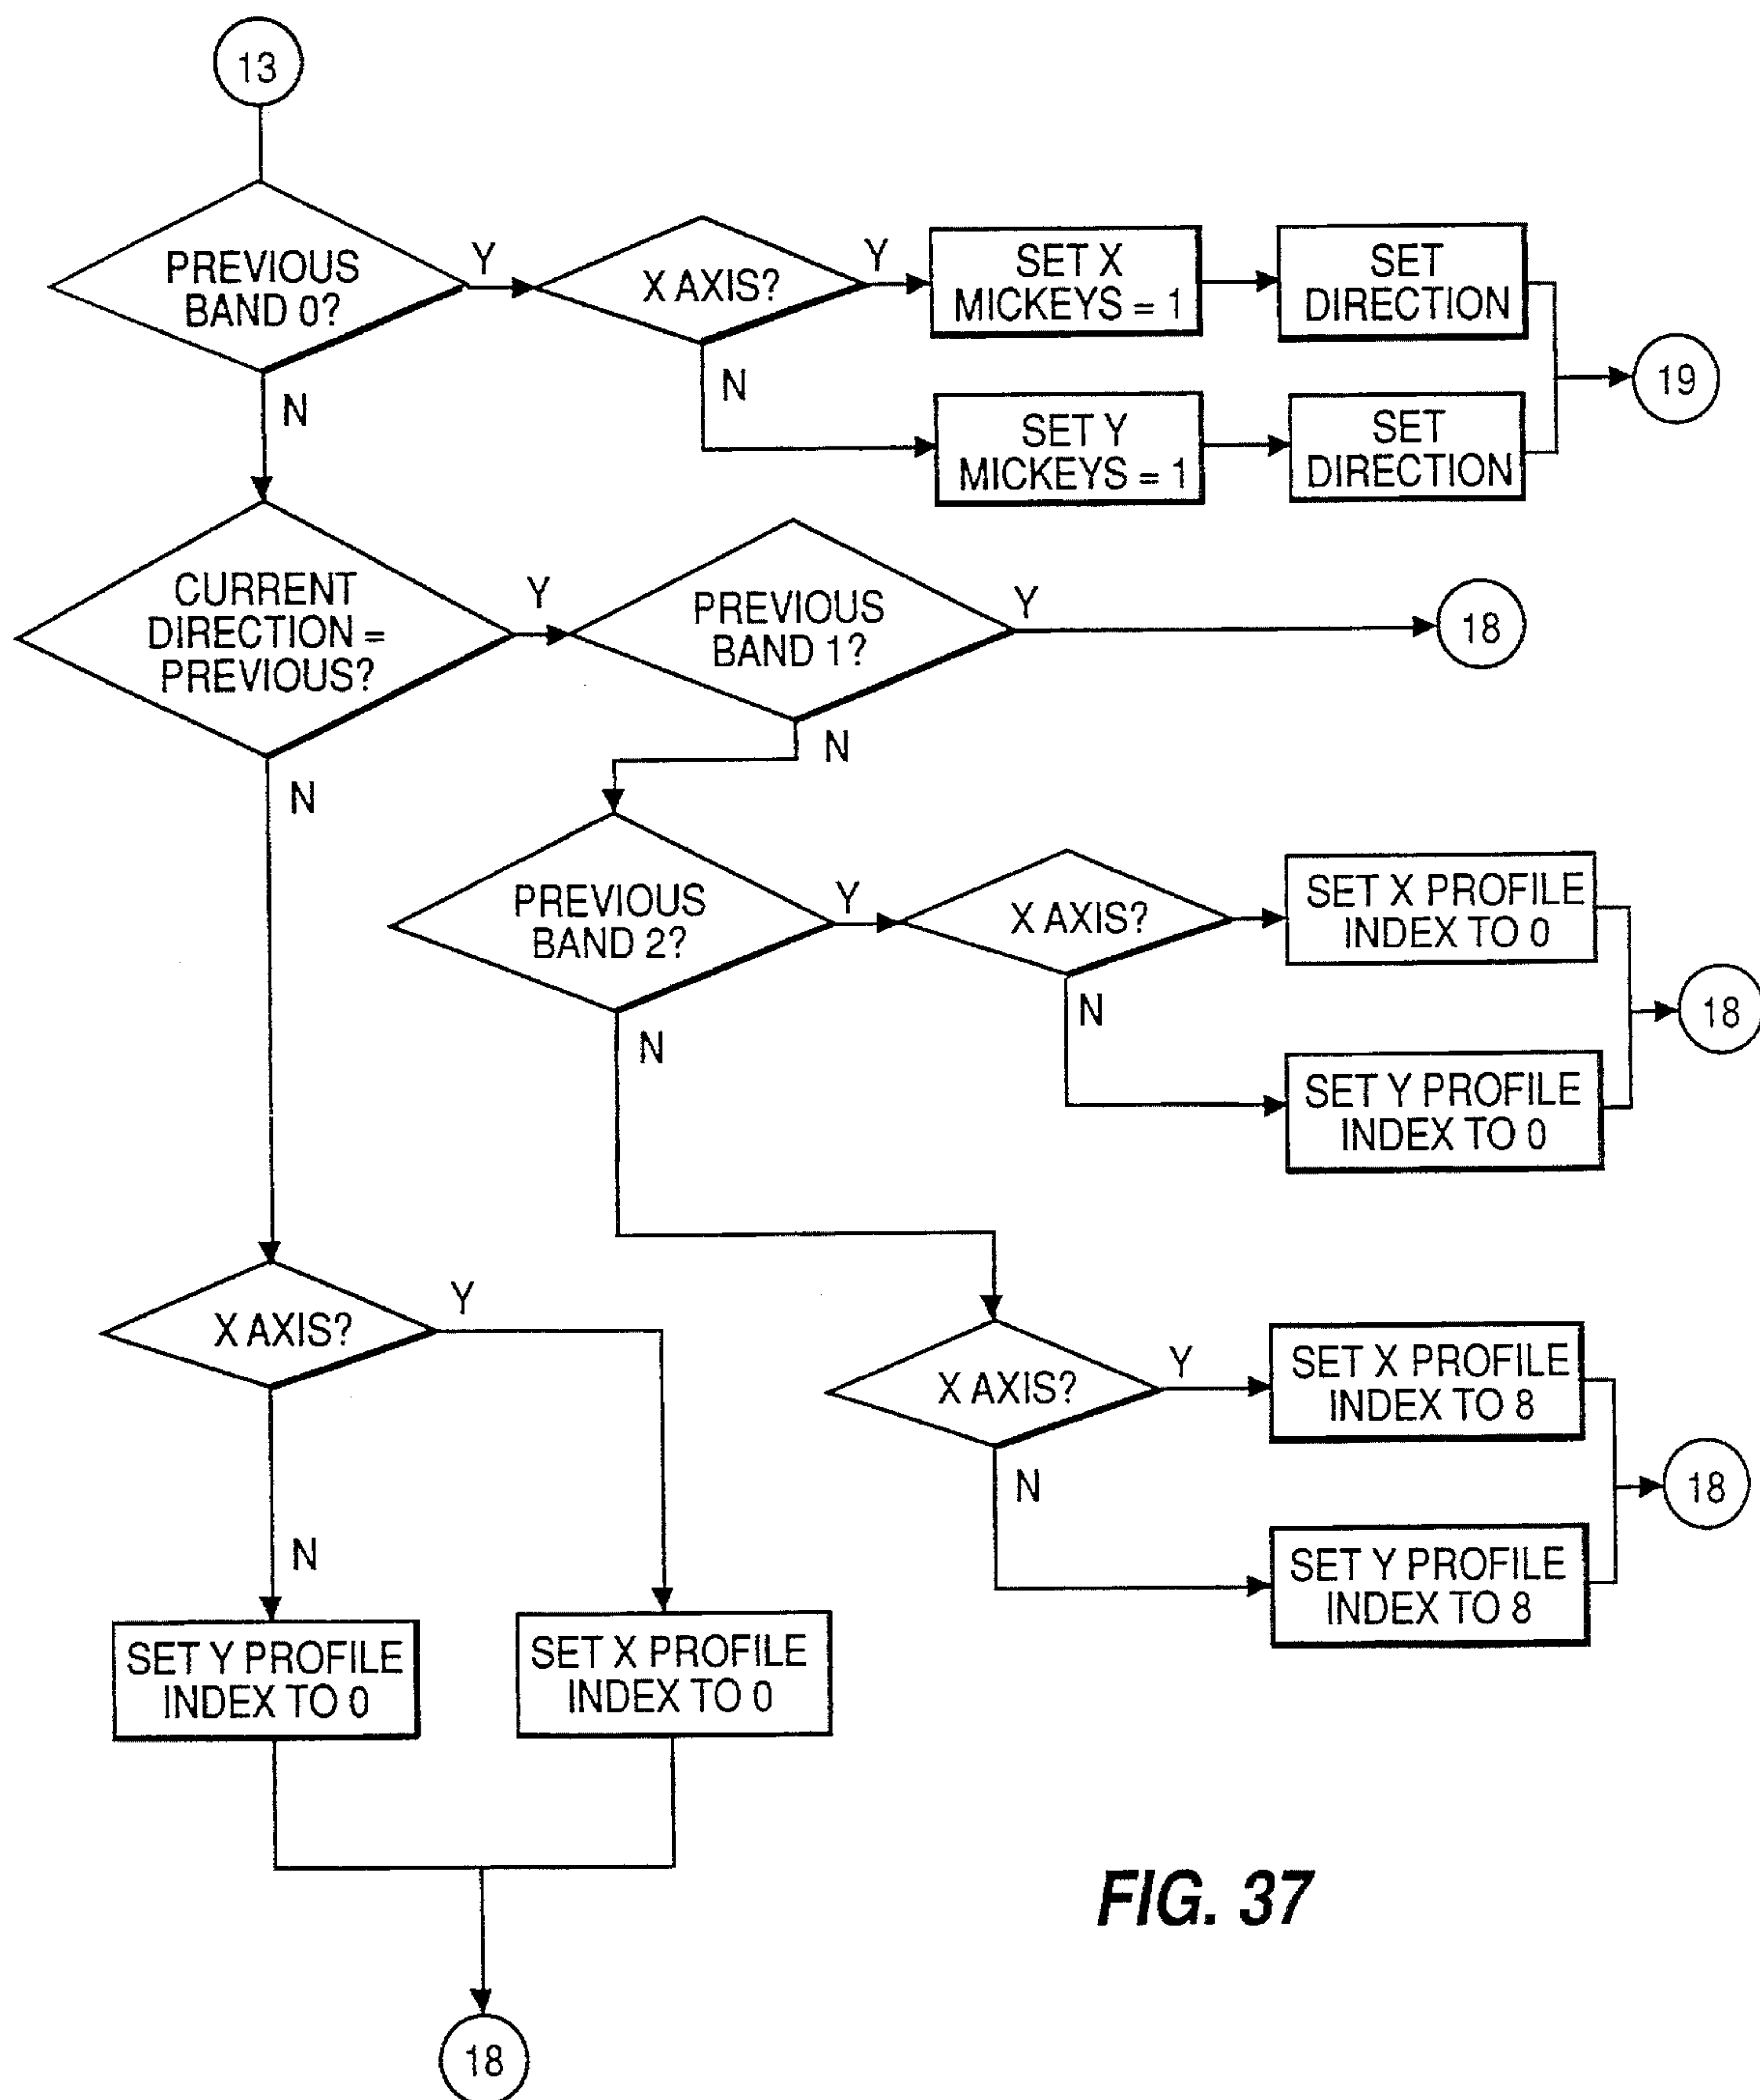 13
PREVIOUS
BAND 0?
Y
X AXIS?
Y
SET X
MICKEYS = 1
SET
DIRECTION
N
N
SET Y
MICKEYS = 1
SET
DIRECTION
19
CURRENT
DIRECTION =
PREVIOUS?
Y
PREVIOUS
BAND 1?
Y
18
N
N
PREVIOUS
BAND 2?
Y
X AXIS?
SET X PROFILE
INDEX TO 0
N
N
SET Y PROFILE
INDEX TO 0
18
X AXIS?
Y
X AXIS?
Y
SET X PROFILE
INDEX TO 8
N
SET Y PROFILE
INDEX TO 8
18
N
SET Y PROFILE
INDEX TO 0
SET X PROFILE
INDEX TO 0
18
FIG. 37